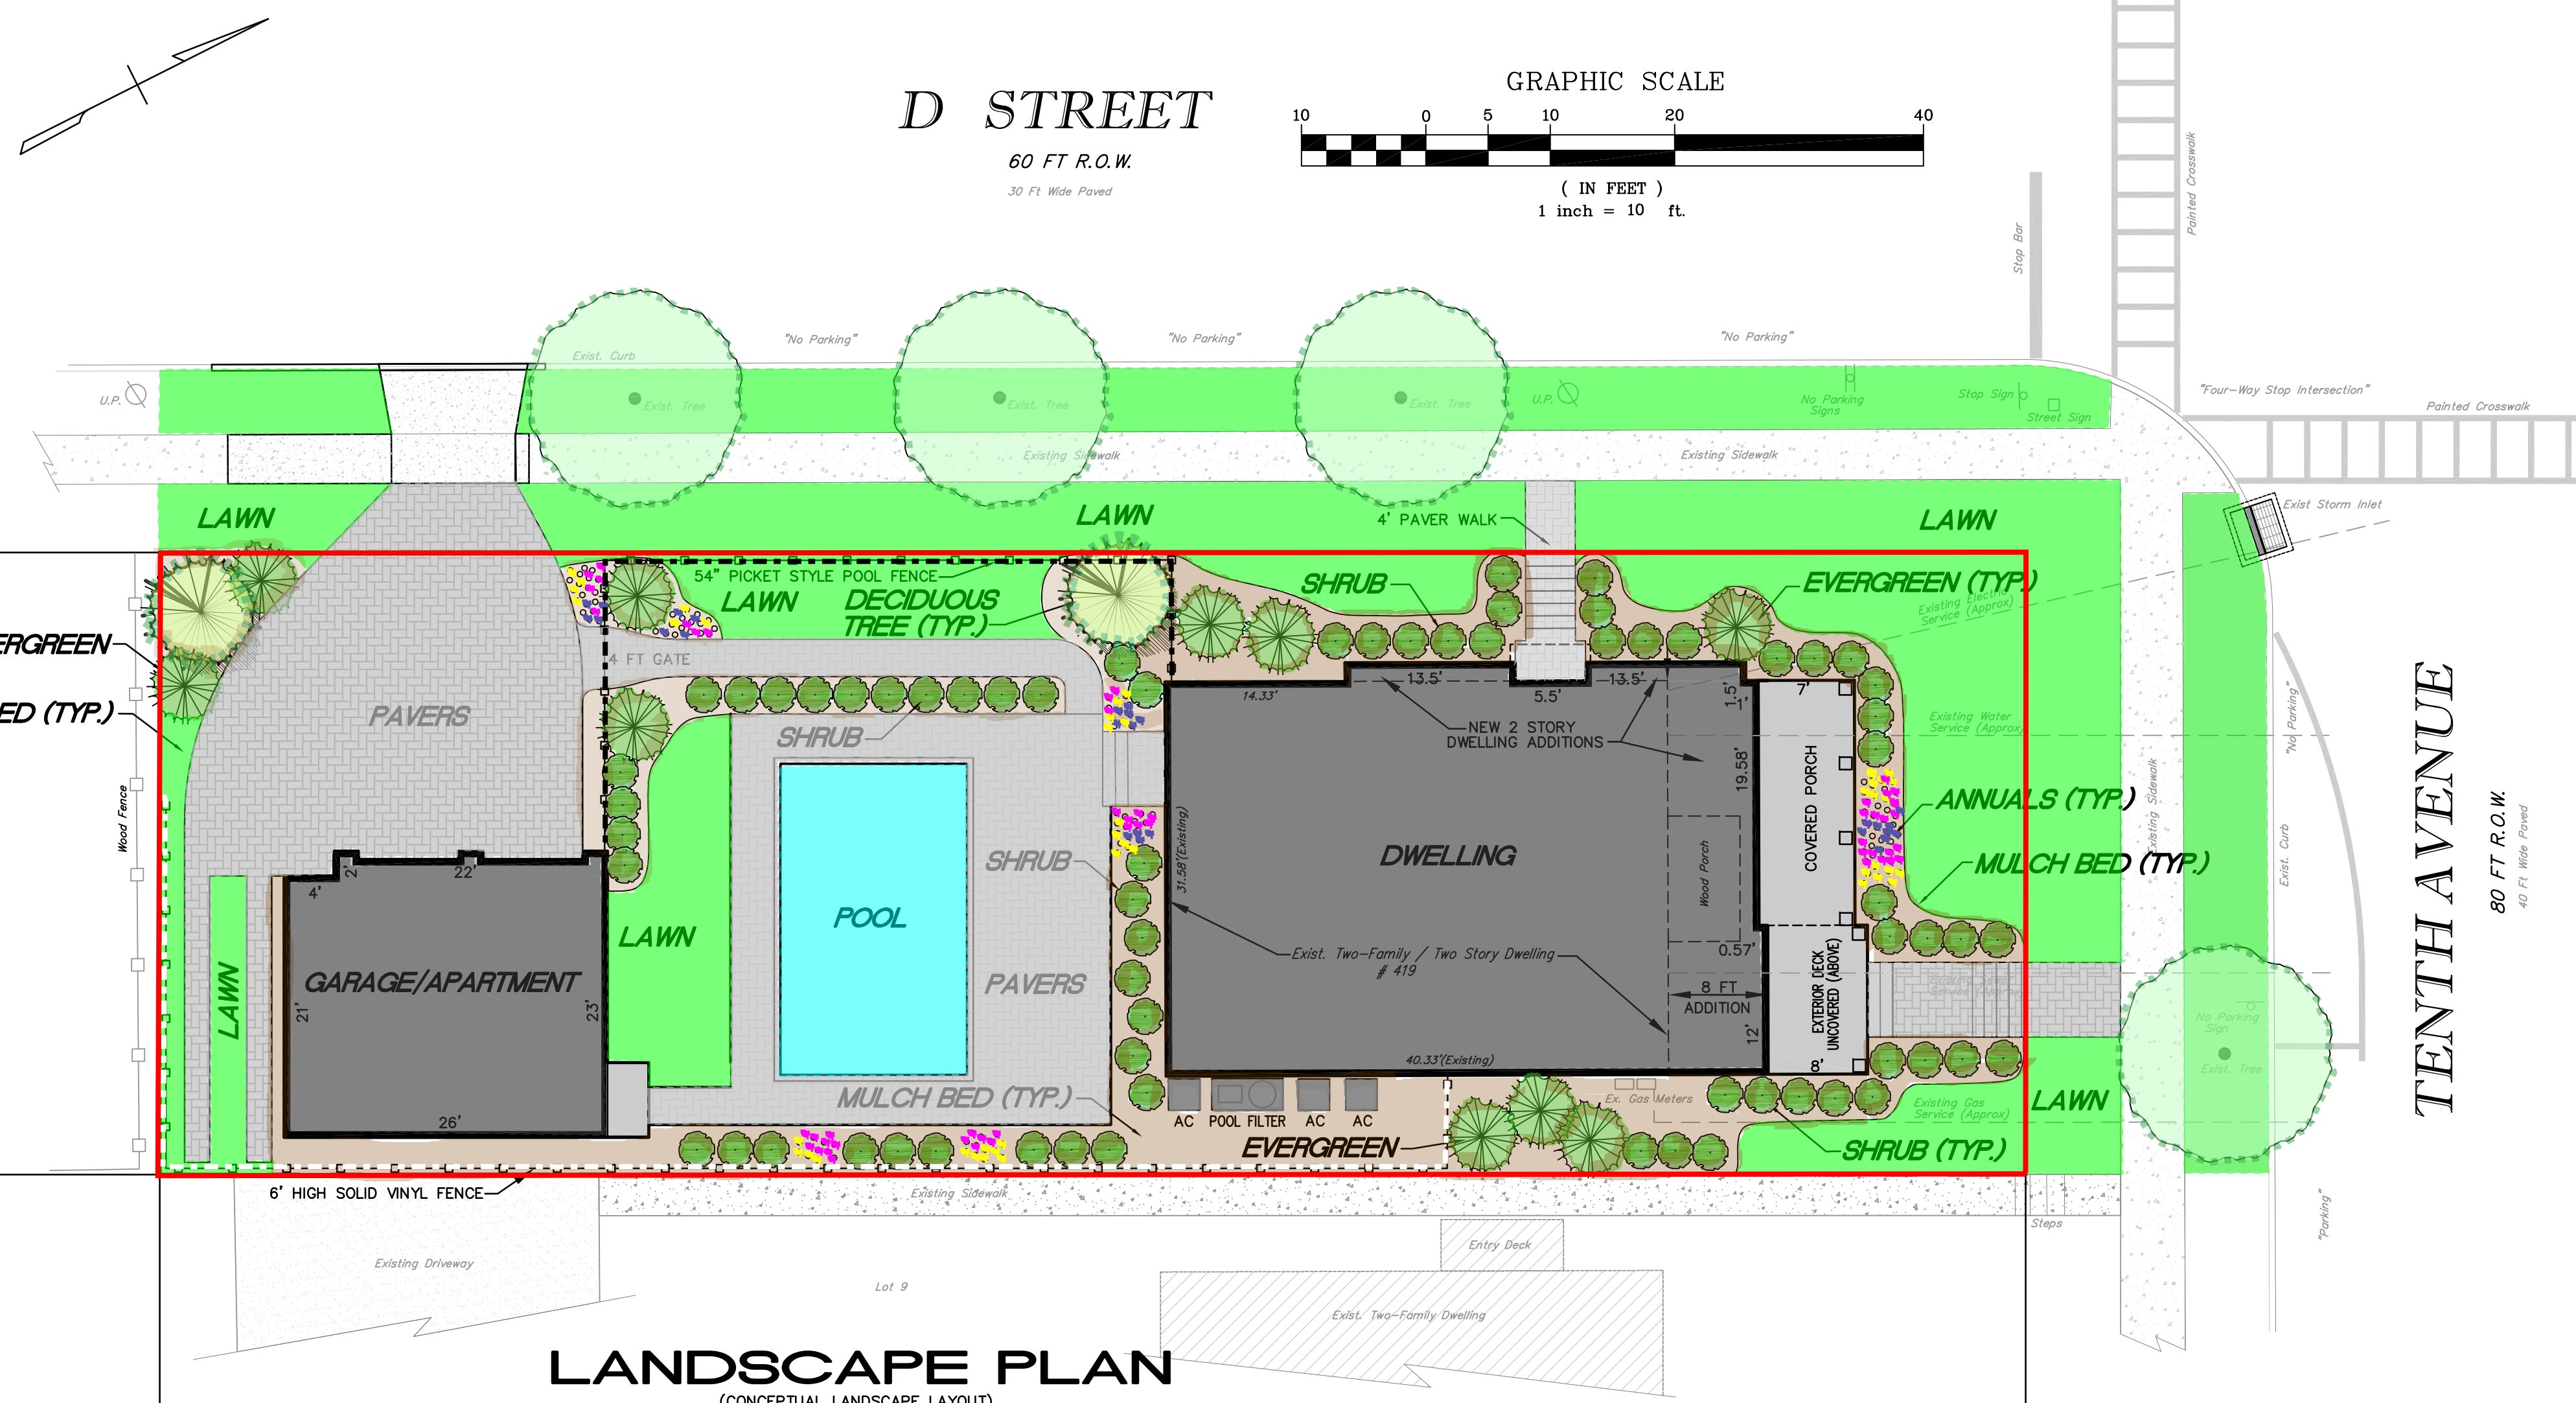 D STREET
60 FT R.O.W.
30 Ft Wide Paved
GRAPHIC SCALE
10 0 5 10 20 40
( IN FEET )
1 inch = 10 ft.
Painted Crosswalk
Stop Bar
"No Parking"
"No Parking"
"No Parking"
Exist. Curb
U.P.
Exist. Tree
Exist. Tree
Exist. Tree
U.P.
No Parking
Signs
Stop Sign
Street Sign
"Four-Way Stop Intersection"
Painted Crosswalk
Existing Sidewalk
Existing Sidewalk
Exist Storm Inlet
LAWN
LAWN
4' PAVER WALK
LAWN
54" PICKET STYLE POOL FENCE
LAWN
DECIDUOUS
TREE (TYP.)
SHRUB
EVERGREEN (TYP.)
Existing Electric
Service (Approx)
ERGREEN
4 FT GATE
ED (TYP.)
PAVERS
SHRUB
14.33'
13.5'
5.5'
13.5'
1.5'
1'
7'
NEW 2 STORY
DWELLING ADDITIONS
Existing Water
Service (Approx)
"No Parking"
Wood Fence
19.58'
COVERED PORCH
ANNUALS (TYP.)
Existing Sidewalk
Exist. Curb
TENTH AVENUE
80 FT R.O.W.
40 Ft Wide Paved
31.58'(Existing)
SHRUB
DWELLING
Wood Porch
MULCH BED (TYP.)
2'
22'
4'
POOL
LAWN
GARAGE/APARTMENT
LAWN
21'
23'
PAVERS
Exist. Two-Family / Two Story Dwelling
# 419
0.57'
8 FT
ADDITION
12'
EXTERIOR DECK
UNCOVERED (ABOVE)
8'
No Parking
Sign
Exist. Tree
40.33'(Existing)
MULCH BED (TYP.)
26'
AC
POOL FILTER
AC
AC
Ex. Gas Meters
Existing Gas
Service (Approx)
LAWN
EVERGREEN
SHRUB (TYP.)
6' HIGH SOLID VINYL FENCE
Existing Sidewalk
Steps
"Parking"
Existing Driveway
Lot 9
Entry Deck
Exist. Two-Family Dwelling
LANDSCAPE PLAN
(CONCEPTUAL LANDSCAPE LAYOUT)